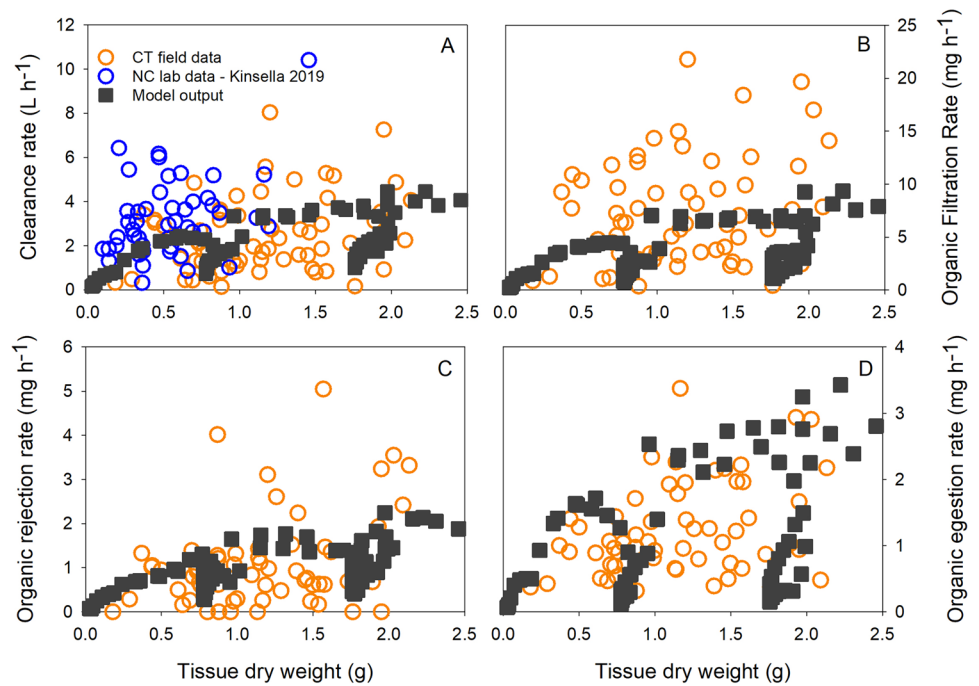 A
CT field data
NC lab data - Kinsella 2019
Model output
Clearance rate (L h⁻¹)
12
10
8
6
4
2
0
0.0 0.5 1.0 1.5 2.0 2.5
B
Organic Filtration Rate (mg h⁻¹)
25
20
15
10
5
0
0.0 0.5 1.0 1.5 2.0 2.5
C
Organic rejection rate (mg h⁻¹)
6
5
4
3
2
1
0
0.0 0.5 1.0 1.5 2.0 2.5
Tissue dry weight (g)
D
Organic egestion rate (mg h⁻¹)
4
3
2
1
0
0.0 0.5 1.0 1.5 2.0 2.5
Tissue dry weight (g)